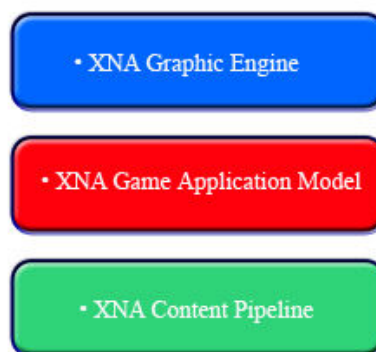 • XNA Graphic Engine
• XNA Game Application Model
• XNA Content Pipeline